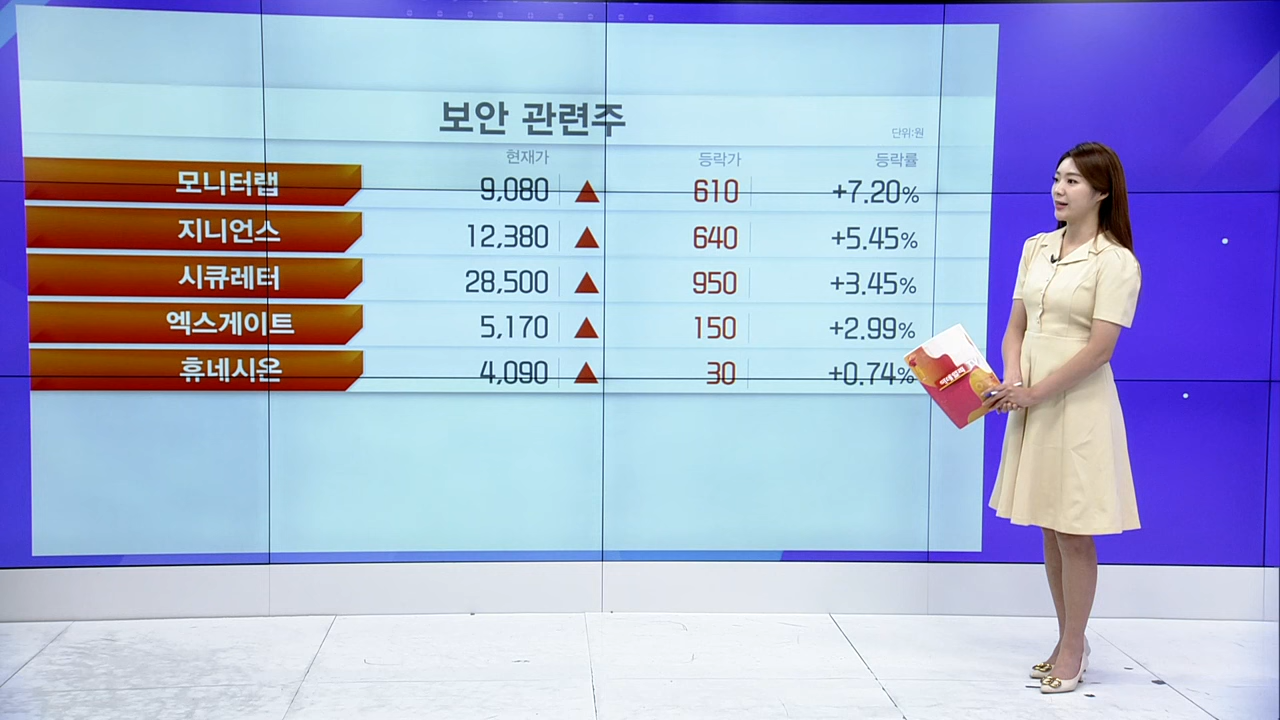 보안 관련주
단위:원
현재가 등락가 등락률
모니터랩 9,080 ▲ 610 +7.20%
지니언스 12,380 ▲ 640 +5.45%
시큐레터 28,500 ▲ 950 +3.45%
엑스게이트 5,170 ▲ 150 +2.99%
휴네시온 4,090 ▲ 30 +0.74%